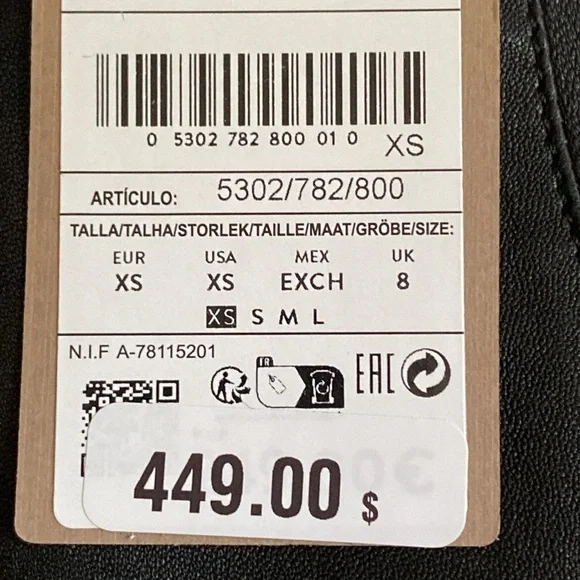 0 5302 782 800 01 0 XS
ARTÍCULO: 5302/782/800
TALLA/TALHA/STORLEK/TAILLE/MAAT/GRÖBE/SIZE:
EUR USA MEX UK
XS XS EXCH 8
XS S M L
N.I.F A-78115201
FR
EAC
449.00 $